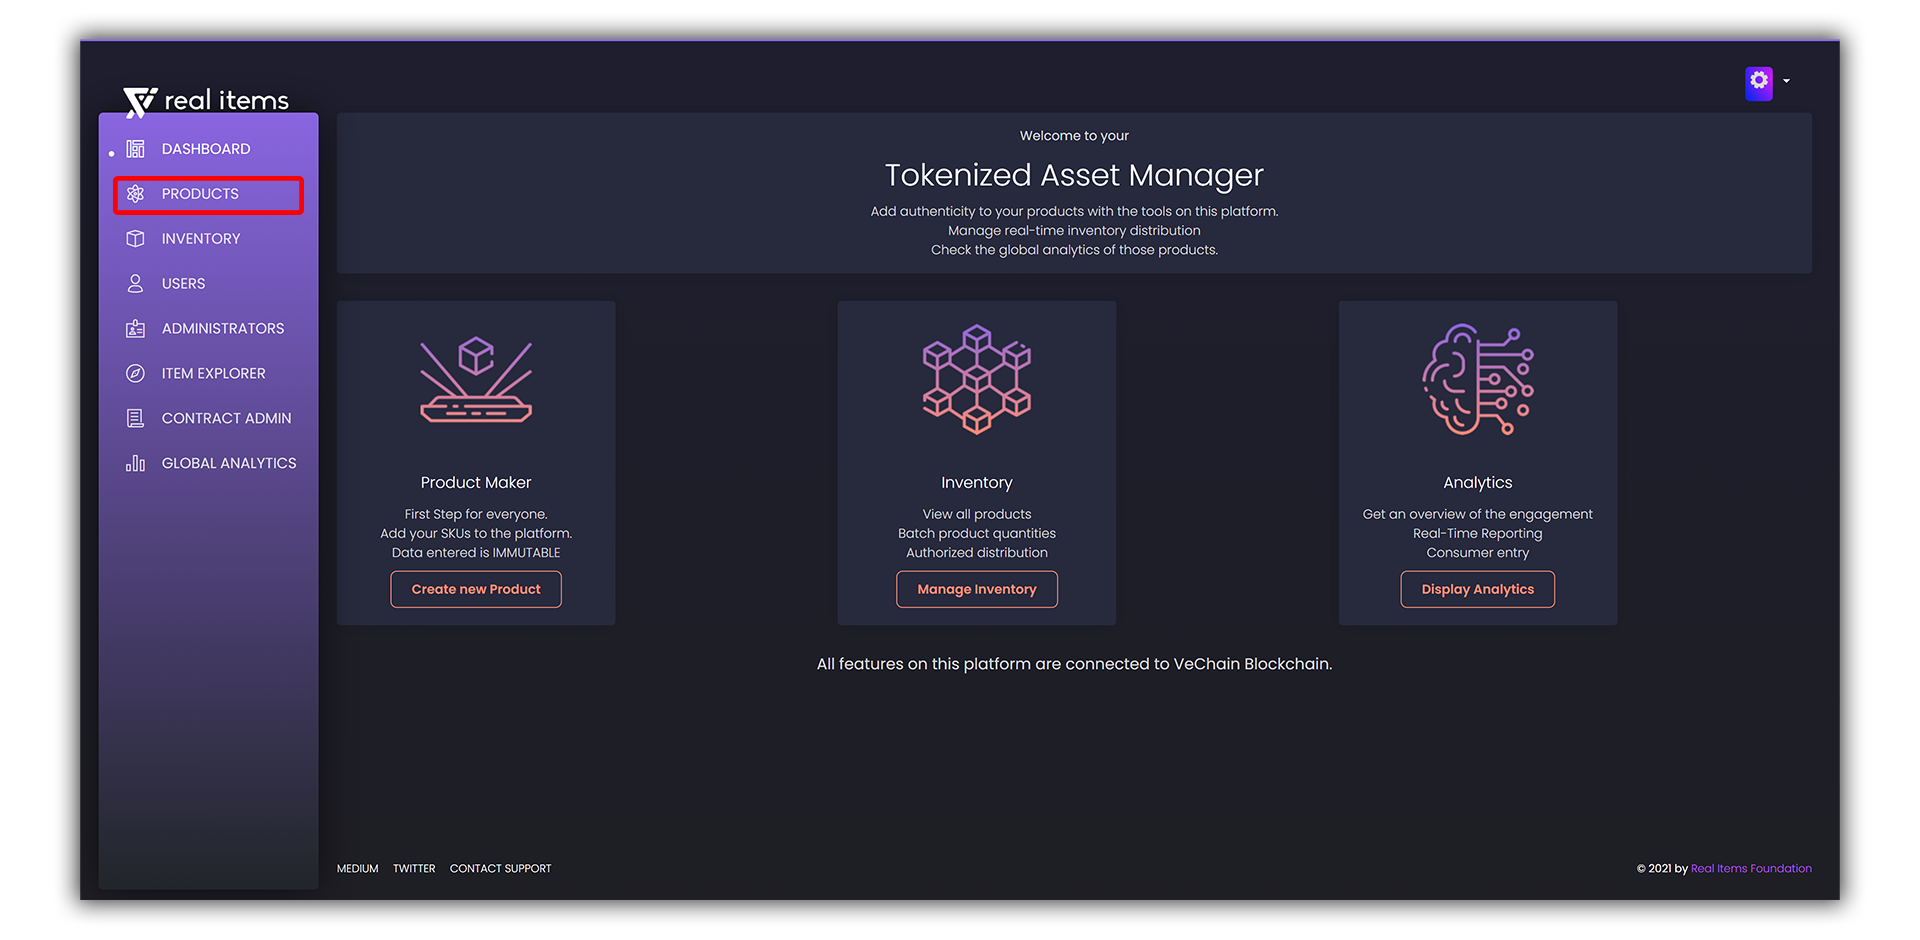 real items
DASHBOARD
PRODUCTS
INVENTORY
USERS
ADMINISTRATORS
ITEM EXPLORER
CONTRACT ADMIN
GLOBAL ANALYTICS
Welcome to your
Tokenized Asset Manager
Add authenticity to your products with the tools on this platform.
Manage real-time inventory distribution
Check the global analytics of those products.
Product Maker
First Step for everyone.
Add your SKUs to the platform.
Data entered is IMMUTABLE
Create new Product
Inventory
View all products
Batch product quantities
Authorized distribution
Manage Inventory
Analytics
Get an overview of the engagement
Real-Time Reporting
Consumer entry
Display Analytics
All features on this platform are connected to VeChain Blockchain.
MEDIUM TWITTER CONTACT SUPPORT
© 2021 by Real Items Foundation